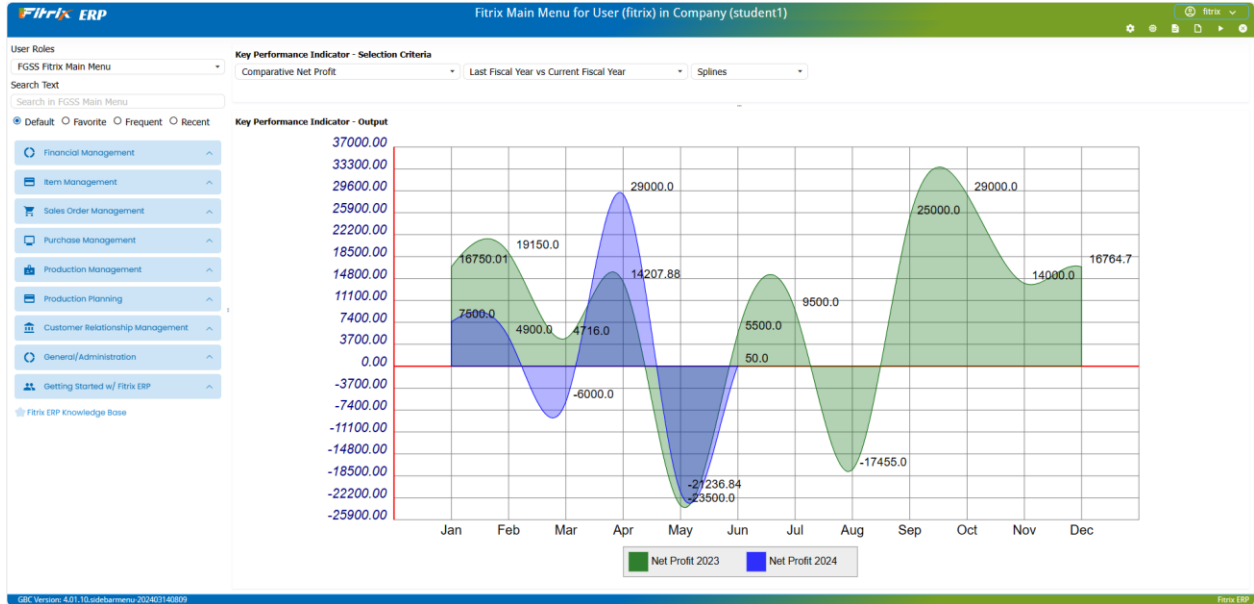 Fitrix ERP
Fitrix Main Menu for User (fitrix) in Company (student1)
fitrix
User Roles
FGSS Fitrix Main Menu
Search Text
Search in FGSS Main Menu
Default Favorite Frequent Recent
Financial Management
Item Management
Sales Order Management
Purchase Management
Production Management
Production Planning
Customer Relationship Management
General/Administration
Getting Started w/ Fitrix ERP
Fitrix ERP Knowledge Base
Key Performance Indicator - Selection Criteria
Comparative Net Profit Last Fiscal Year vs Current Fiscal Year Splines
Key Performance Indicator - Output
37000.00
33300.00
29600.00
25900.00
22200.00
18500.00
14800.00
11100.00
7400.00
3700.00
0.00
-3700.00
-7400.00
-11100.00
-14800.00
-18500.00
-22200.00
-25900.00
16750.01
19150.0
4716.0
14207.88
-23500.0
5500.0
9500.0
-17455.0
25000.0
29000.0
14000.0
16764.7
7500.0
4900.0
-6000.0
29000.0
-21236.84
50.0
Jan Feb Mar Apr May Jun Jul Aug Sep Oct Nov Dec
Net Profit 2023 Net Profit 2024
GBC Version: 4.01.10.sidebarmenu-202403140809
Fitrix ERP